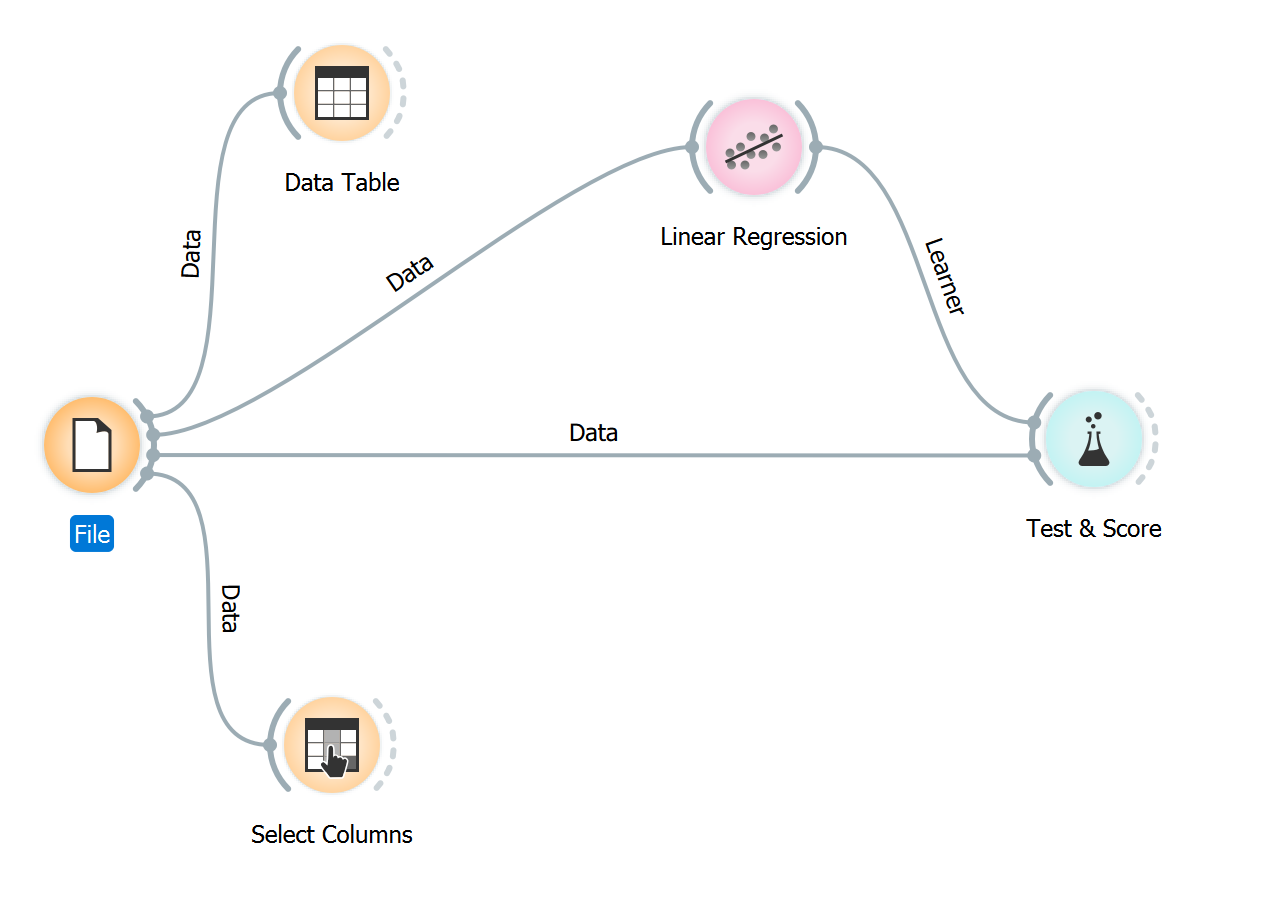 Data Table
Linear Regression
Data
Data
Learner
Data
File
Test & Score
Data
Select Columns